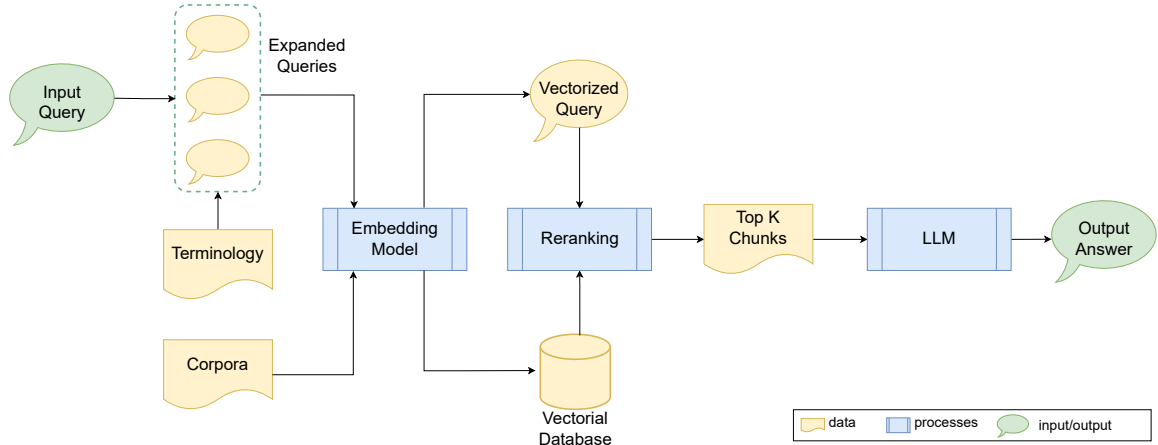 Input
Query
Expanded
Queries
Terminology
Corpora
Embedding
Model
Vectorized
Query
Reranking
Vectorial
Database
Top K
Chunks
LLM
Output
Answer
data
processes
input/output